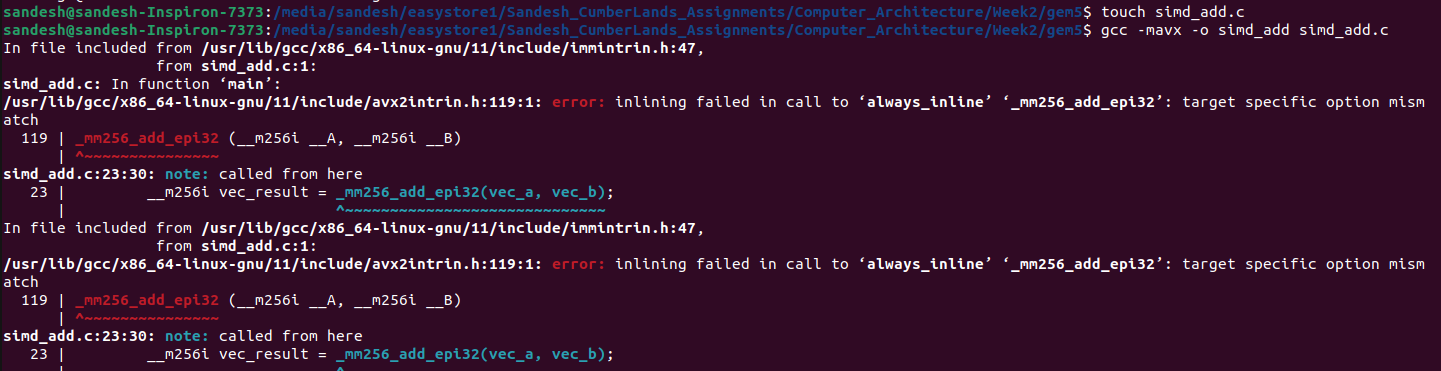 sandesh@sandesh-Inspiron-7373:/media/sandesh/easystore1/Sandesh_CumberLands_Assignments/Computer_Architecture/Week2/gem5$ touch simd_add.c
sandesh@sandesh-Inspiron-7373:/media/sandesh/easystore1/Sandesh_CumberLands_Assignments/Computer_Architecture/Week2/gem5$ gcc -mavx -o simd_add simd_add.c
In file included from /usr/lib/gcc/x86_64-linux-gnu/11/include/immintrin.h:47,
                 from simd_add.c:1:
simd_add.c: In function ‘main’:
/usr/lib/gcc/x86_64-linux-gnu/11/include/avx2intrin.h:119:1: error: inlining failed in call to ‘always_inline’ ‘_mm256_add_epi32’: target specific option mism
atch
  119 | _mm256_add_epi32 (__m256i __A, __m256i __B)
      | ^~~~~~~~~~~~~~~~
simd_add.c:23:30: note: called from here
   23 |         __m256i vec_result = _mm256_add_epi32(vec_a, vec_b);
      |                              ^~~~~~~~~~~~~~~~~~~~~~~~~~~~~~
In file included from /usr/lib/gcc/x86_64-linux-gnu/11/include/immintrin.h:47,
                 from simd_add.c:1:
/usr/lib/gcc/x86_64-linux-gnu/11/include/avx2intrin.h:119:1: error: inlining failed in call to ‘always_inline’ ‘_mm256_add_epi32’: target specific option mism
atch
  119 | _mm256_add_epi32 (__m256i __A, __m256i __B)
      | ^~~~~~~~~~~~~~~~
simd_add.c:23:30: note: called from here
   23 |         __m256i vec_result = _mm256_add_epi32(vec_a, vec_b);